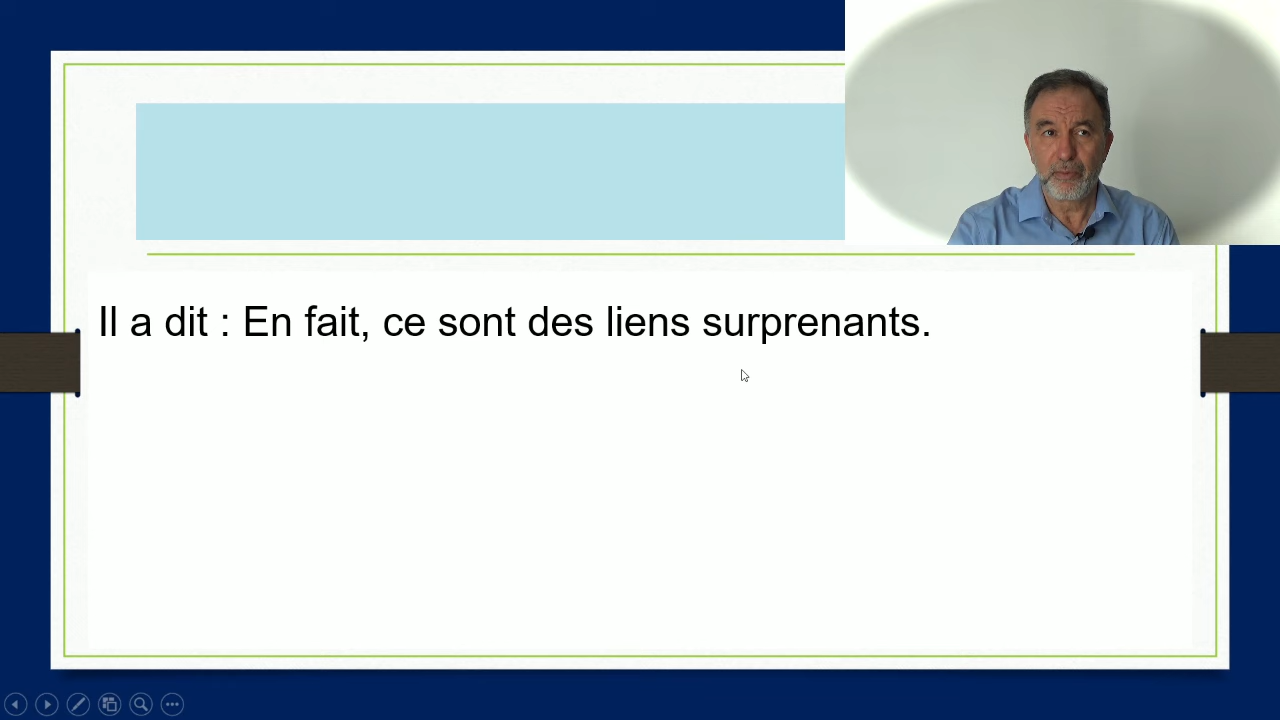 Il a dit : En fait, ce sont des liens surprenants.